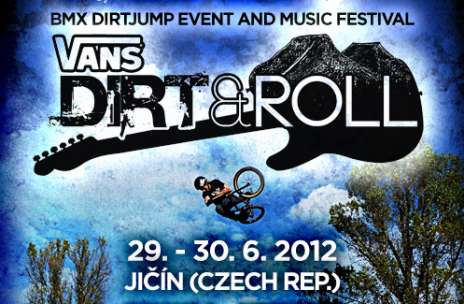 BMX DIRTJUMP EVENT AND MUSIC FESTIVAL
VANS
DIRT&ROLL
29. - 30. 6. 2012
JIČÍN (CZECH REP.)